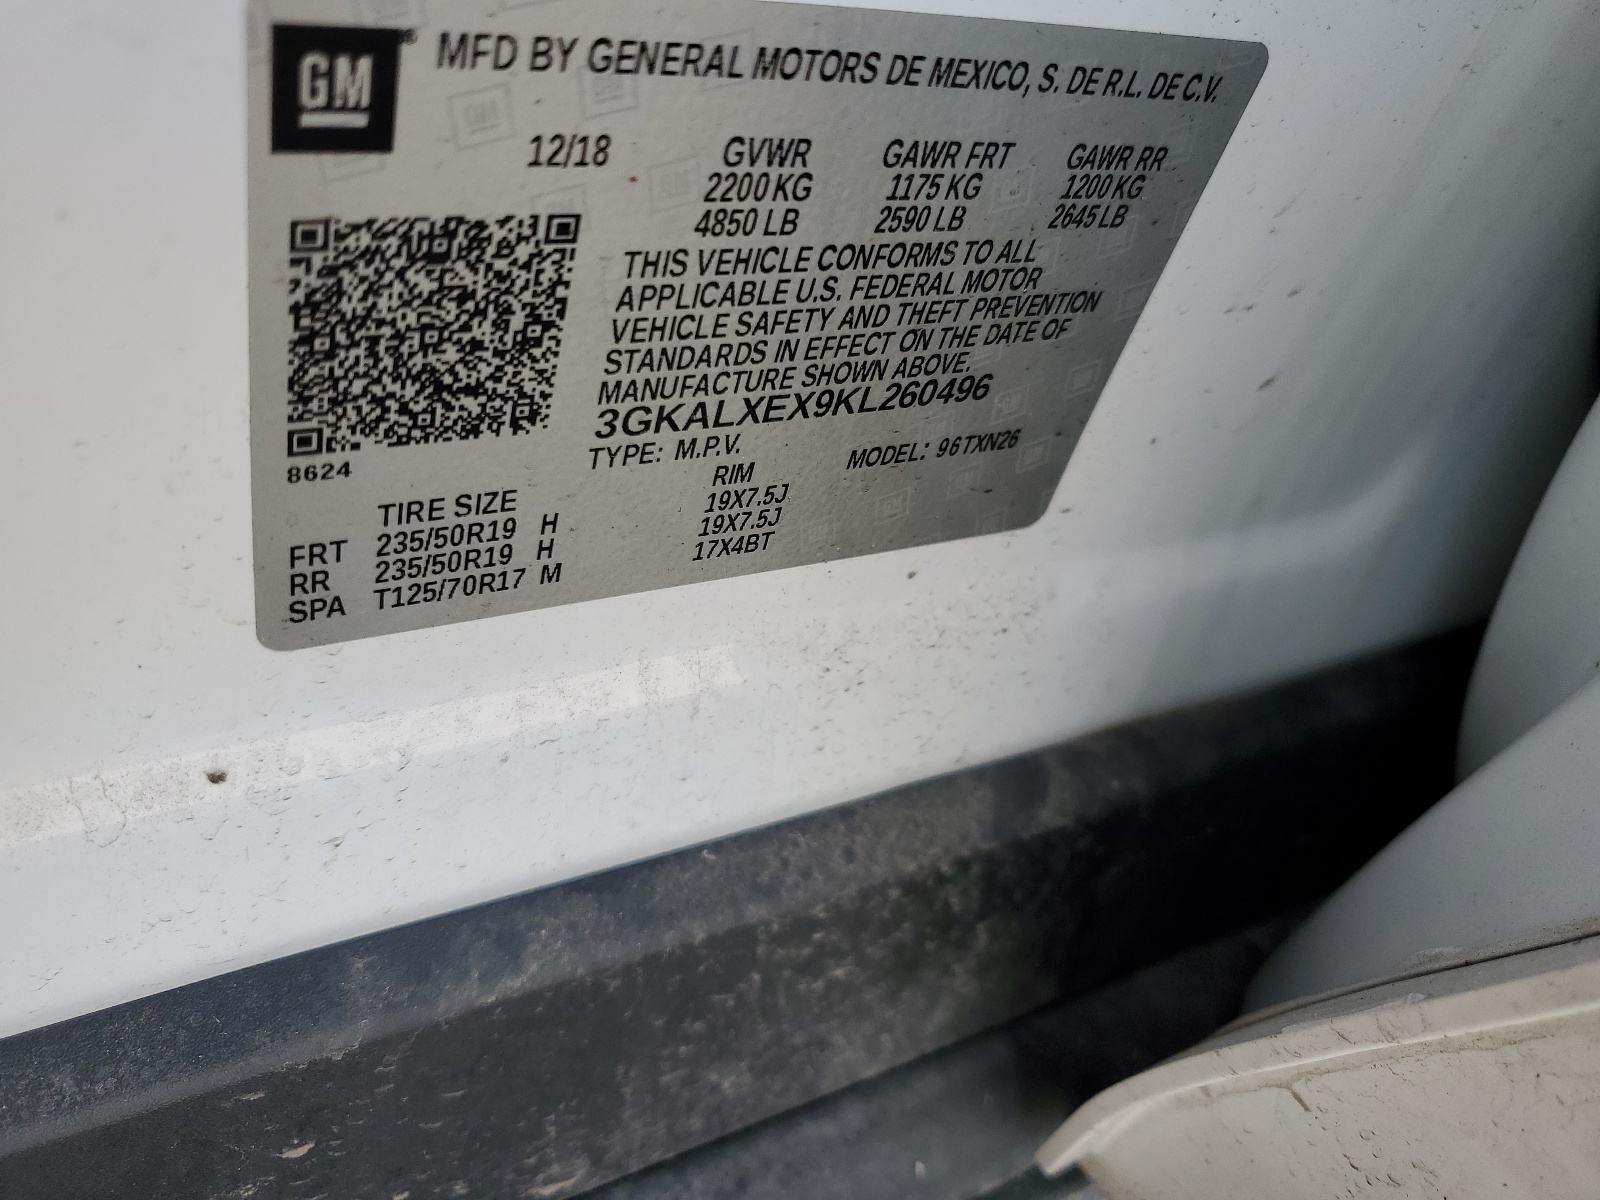 GM MFD BY GENERAL MOTORS DE MEXICO, S. DE R.L. DE C.V.
12/18 GVWR GAWR FRT GAWR RR
2200 KG 1175 KG 1200 KG
4850 LB 2590 LB 2645 LB
THIS VEHICLE CONFORMS TO ALL
APPLICABLE U.S. FEDERAL MOTOR
VEHICLE SAFETY AND THEFT PREVENTION
STANDARDS IN EFFECT ON THE DATE OF
MANUFACTURE SHOWN ABOVE.
3GKALXEX9KL260496
TYPE: M.P.V. MODEL: 96TXN26
8624
TIRE SIZE RIM
FRT 235/50R19 H 19X7.5J
RR 235/50R19 H 19X7.5J
SPA T125/70R17 M 17X4BT